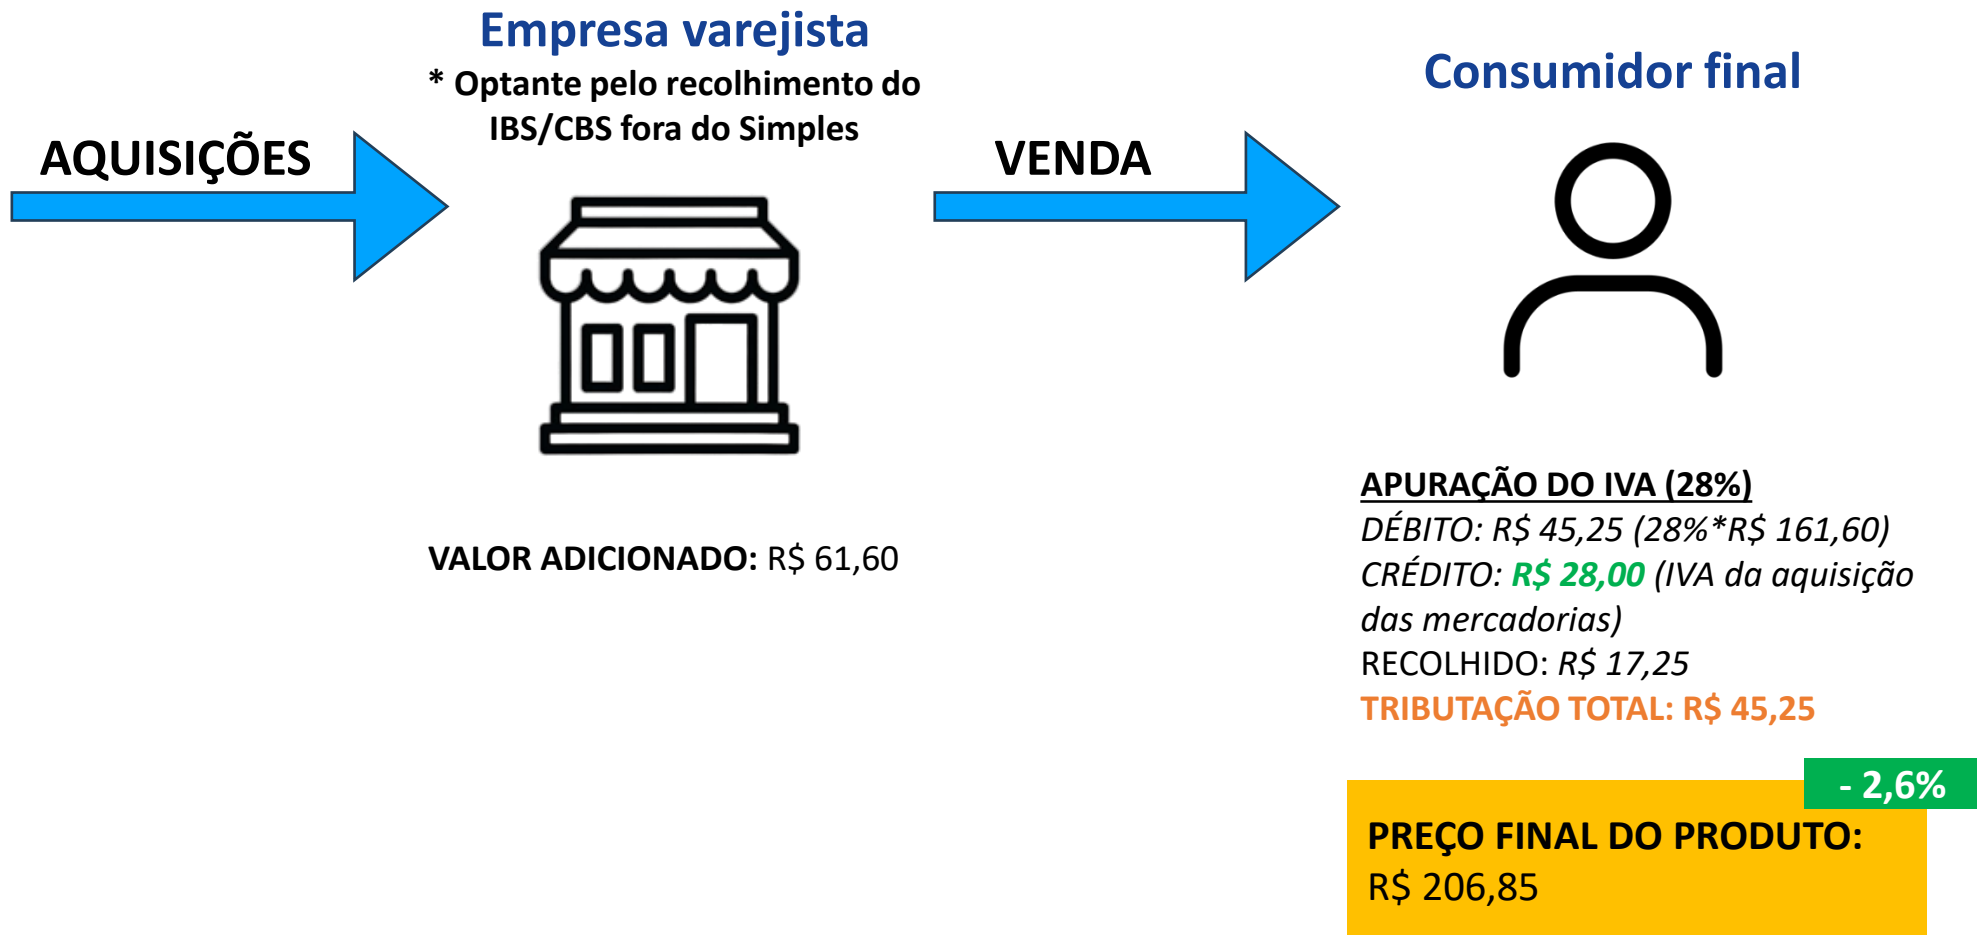 Empresa varejista
* Optante pelo recolhimento do
IBS/CBS fora do Simples
Consumidor final
AQUISIÇÕES
VENDA
VALOR ADICIONADO: R$ 61,60
APURAÇÃO DO IVA (28%)
DÉBITO: R$ 45,25 (28%*R$ 161,60)
CRÉDITO: R$ 28,00 (IVA da aquisição
das mercadorias)
RECOLHIDO: R$ 17,25
TRIBUTAÇÃO TOTAL: R$ 45,25
- 2,6%
PREÇO FINAL DO PRODUTO:
R$ 206,85